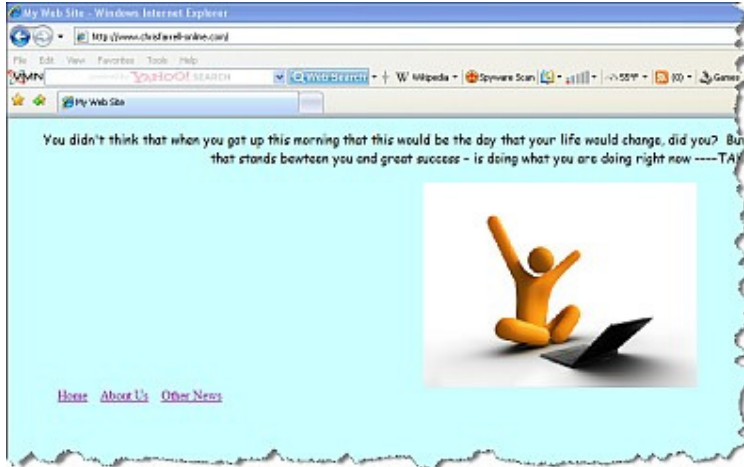 My Web Site - Windows Internet Explorer
http://www.chrisfarrell-online.com/
File Edit View Favorites Tools Help
YAHOO! SEARCH Web Search W Wikipedia Spyware Scan 55°F (0) Games
My Web Site
You didn't think that when you got up this morning that this would be the day that your life would change, did you? But
that stands bewteen you and great success - is doing what you are doing right now ----TA
Home About Us Other News